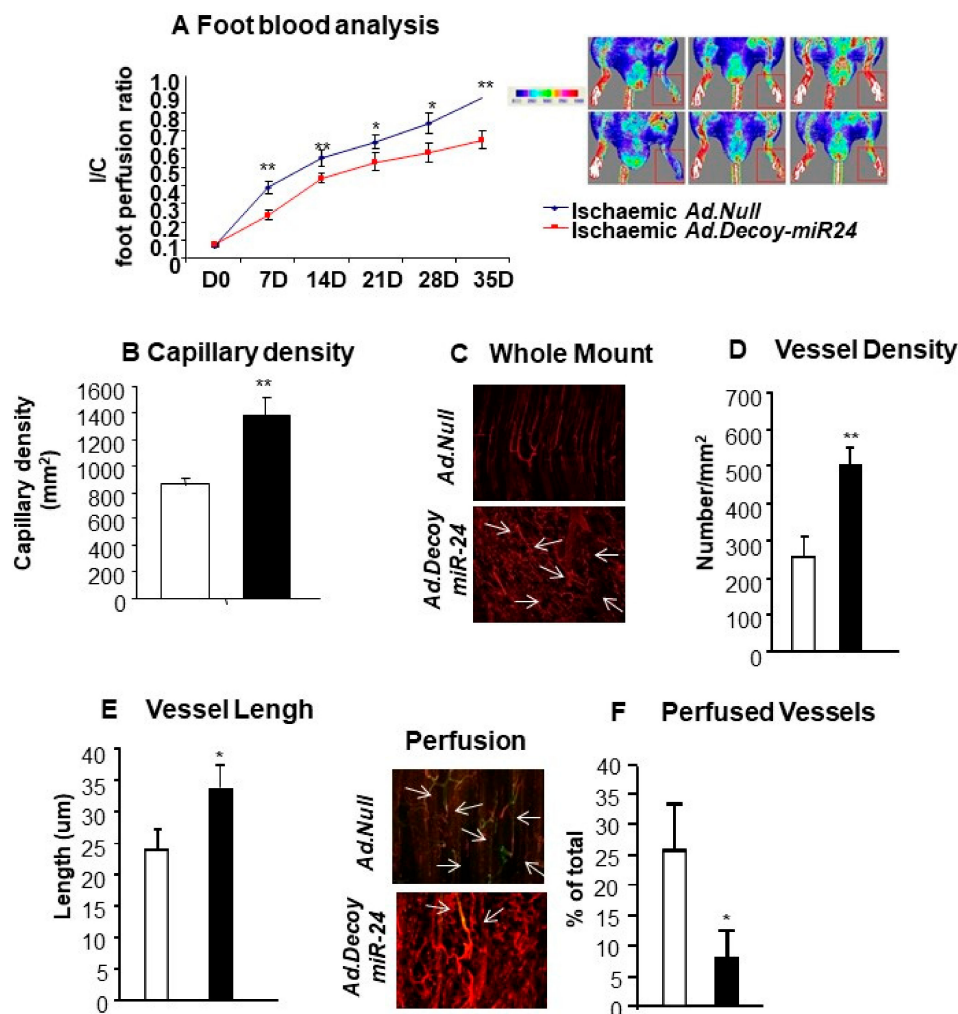 A Foot blood analysis
I/C
foot perfusion ratio
0.9
0.8
0.7
0.6
0.5
0.4
0.3
0.2
0.1
0
**
**
*
*
**
D0 7D 14D 21D 28D 35D
Ischaemic Ad.Null
Ischaemic Ad.Decoy-miR24
B Capillary density
Capillary density
(mm2)
1600
1400
1200
1000
800
600
400
200
0
**
C Whole Mount
Ad.Null
Ad.Decoy
miR-24
D Vessel Density
Number/mm2
700
600
500
400
300
200
100
0
**
E Vessel Lengh
Length (um)
40
35
30
25
20
15
10
5
0
*
Perfusion
Ad.Null
Ad.Decoy
miR-24
F Perfused Vessels
% of total
40
35
30
25
20
15
10
5
0
*